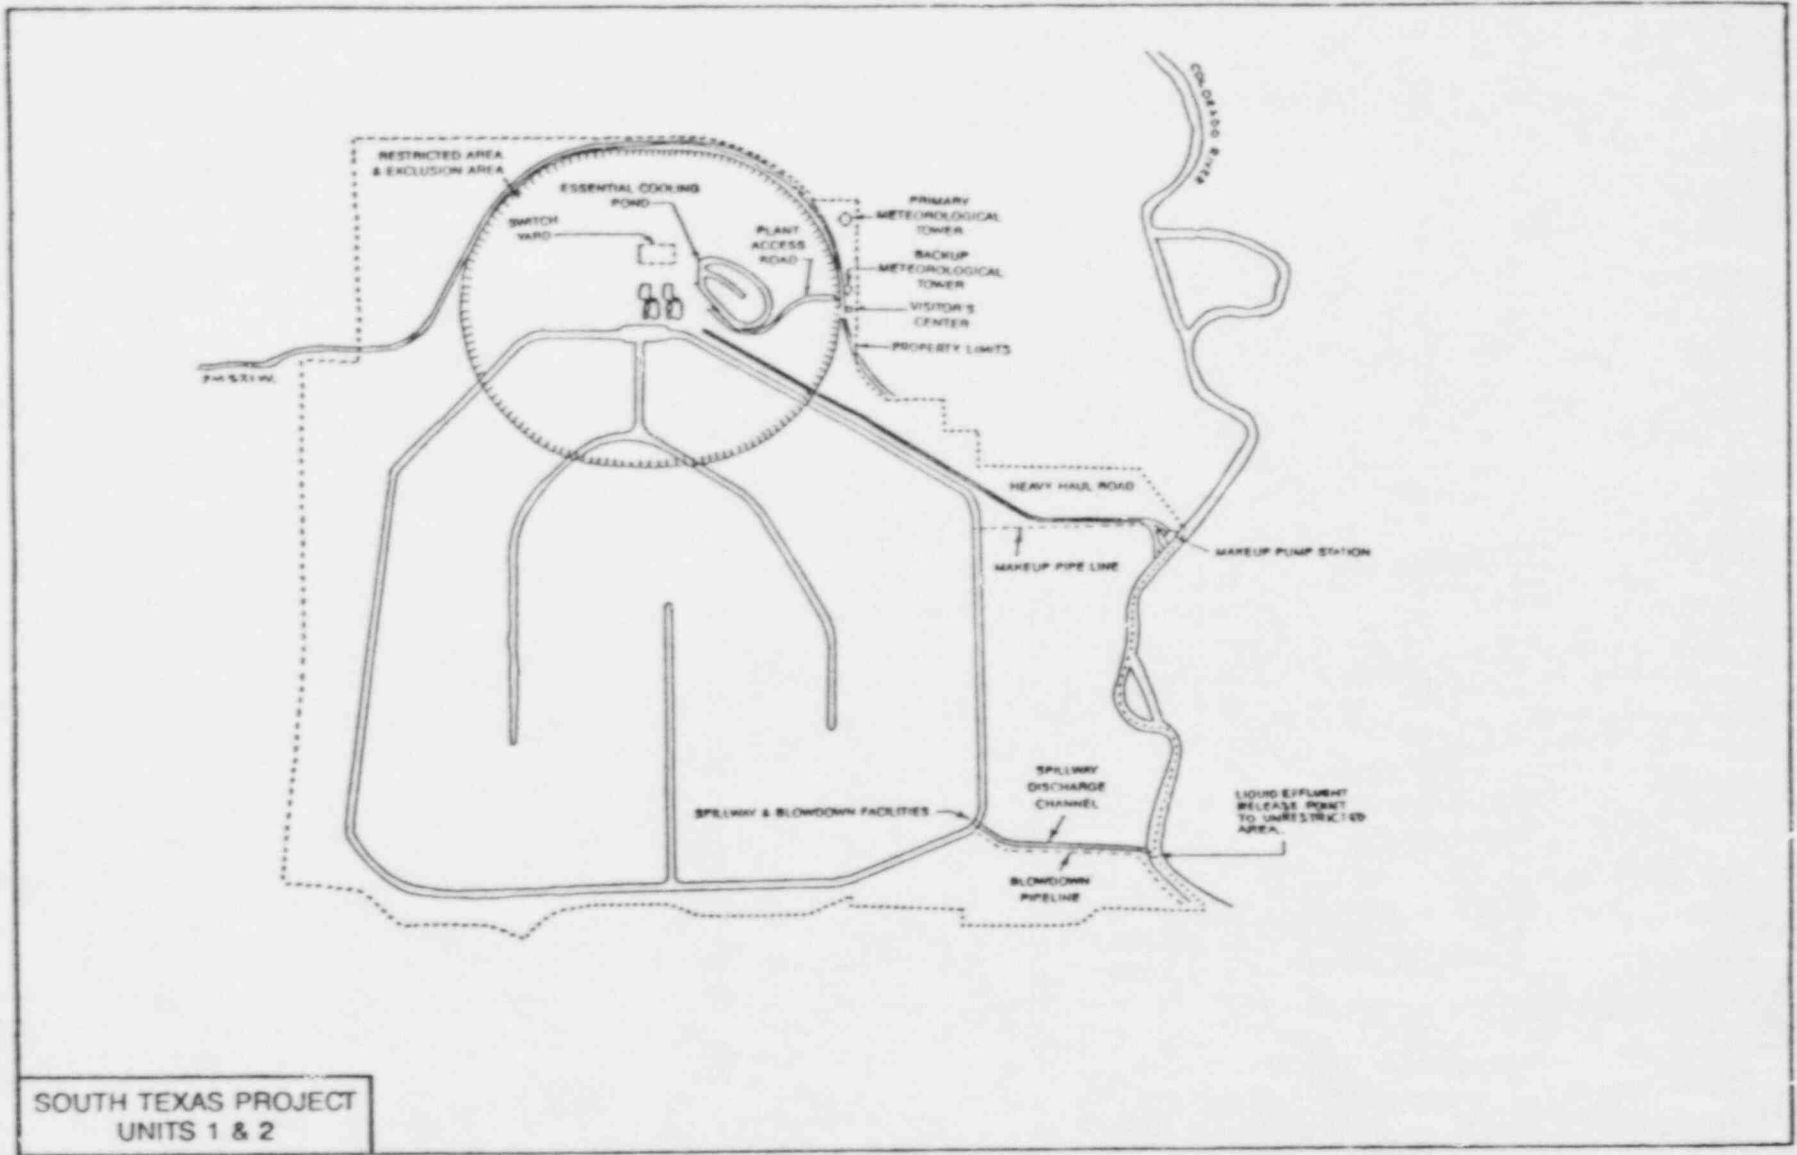 COLORADO RIVER
RESTRICTED AREA
& EXCLUSION AREA
ESSENTIAL COOLING
POND
SWITCH
YARD
PLANT
ACCESS
ROAD
PRIMARY
METEOROLOGICAL
TOWER
BACKUP
METEOROLOGICAL
TOWER
VISITOR'S
CENTER
PROPERTY LIMITS
FM 521 W.
HEAVY HAUL ROAD
MAKEUP PUMP STATION
MAKEUP PIPE LINE
SPILLWAY
DISCHARGE
CHANNEL
SPILLWAY & BLOWDOWN FACILITIES
LIQUID EFFLUENT
RELEASE POINT
TO UNRESTRICTED
AREA.
BLOWDOWN
PIPELINE
SOUTH TEXAS PROJECT
UNITS 1 & 2